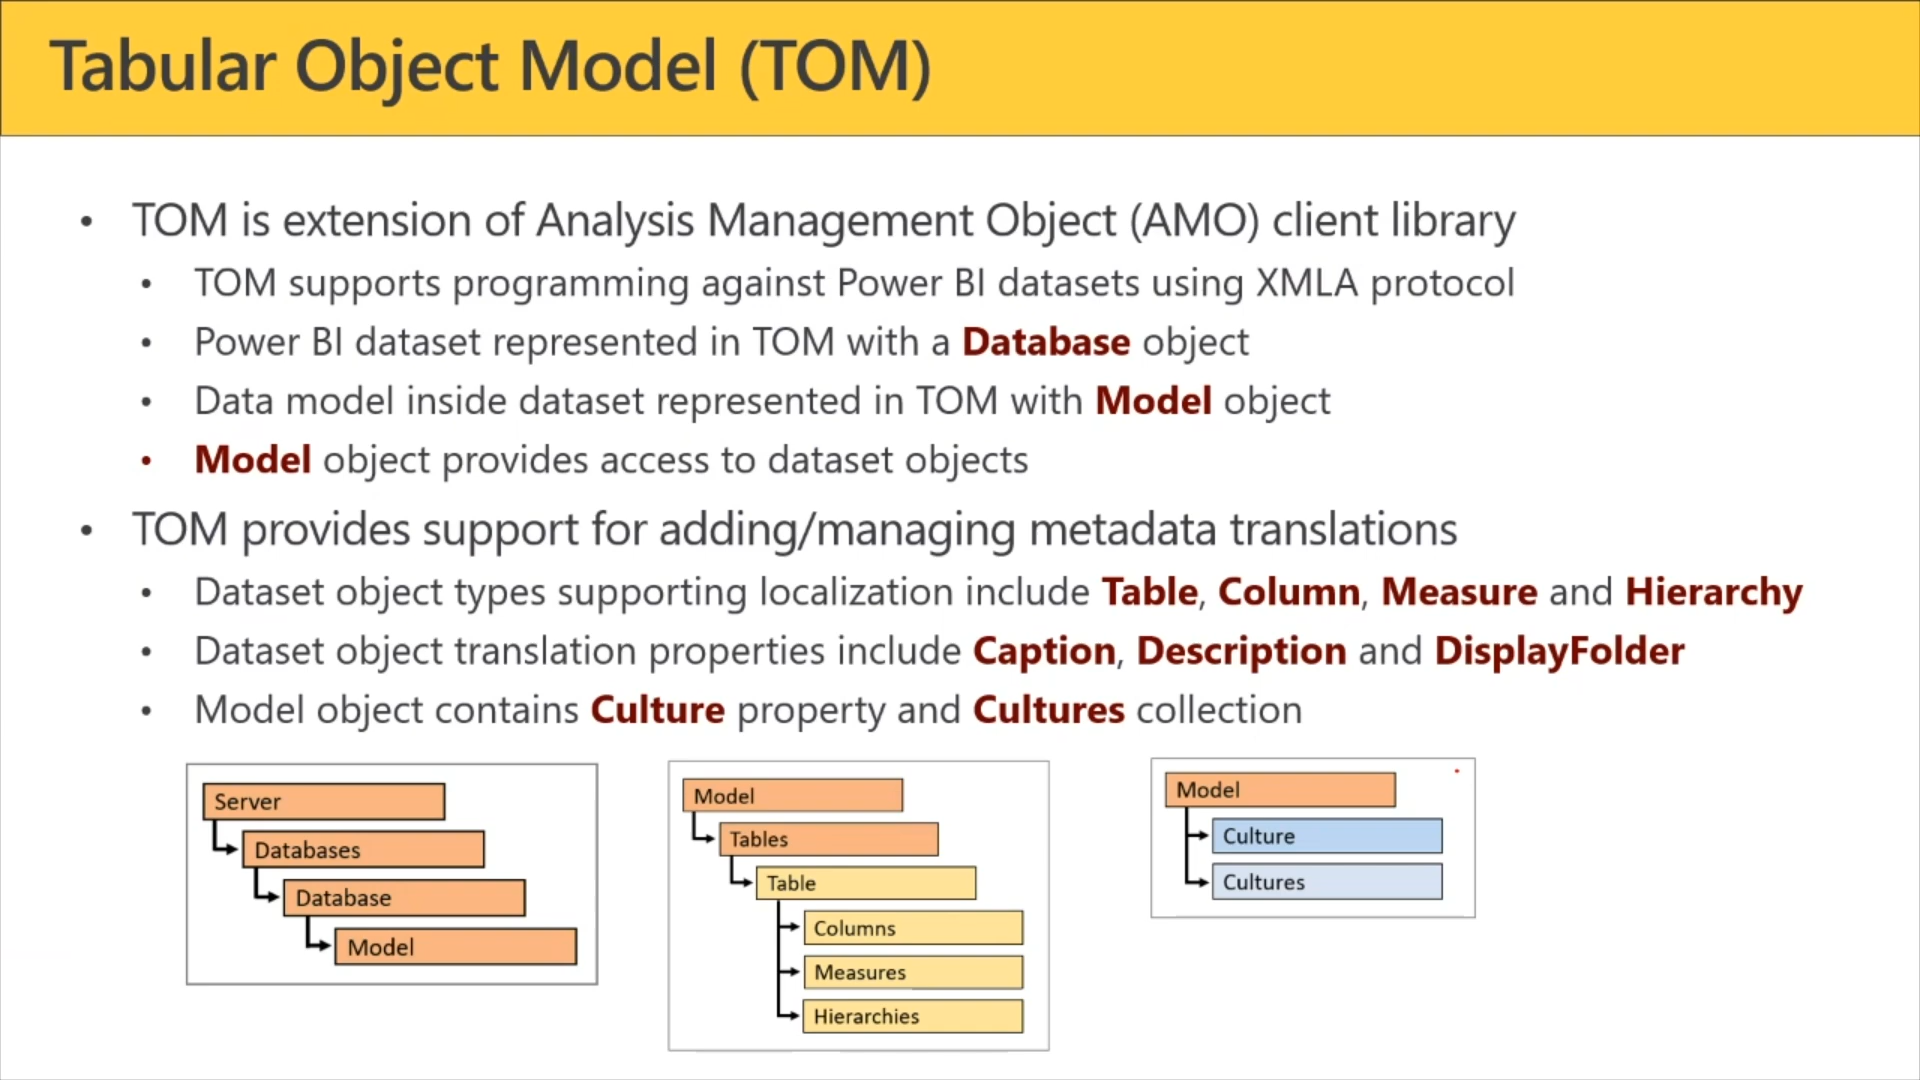 Tabular Object Model (TOM)
• TOM is extension of Analysis Management Object (AMO) client library
• TOM supports programming against Power BI datasets using XMLA protocol
• Power BI dataset represented in TOM with a Database object
• Data model inside dataset represented in TOM with Model object
• Model object provides access to dataset objects
• TOM provides support for adding/managing metadata translations
• Dataset object types supporting localization include Table, Column, Measure and Hierarchy
• Dataset object translation properties include Caption, Description and DisplayFolder
• Model object contains Culture property and Cultures collection
Server
Databases
Database
Model
Model
Tables
Table
Columns
Measures
Hierarchies
Model
Culture
Cultures